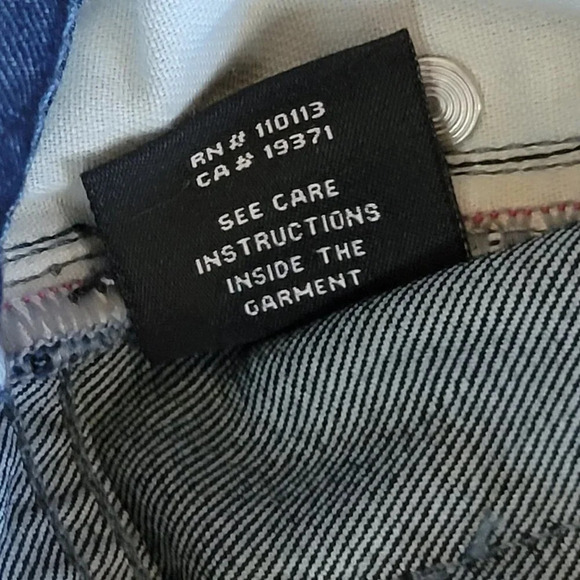 RN# 110113
CA# 19371
SEE CARE
INSTRUCTIONS
INSIDE THE
GARMENT